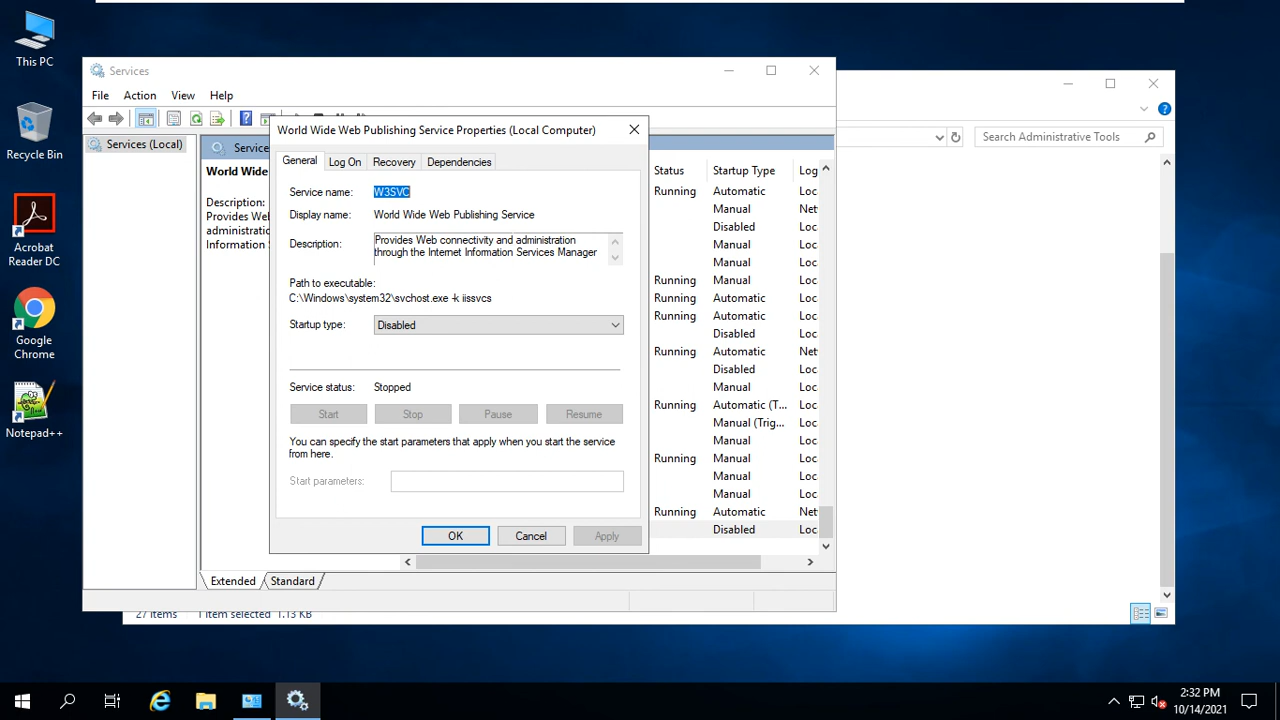 This PC
Recycle Bin
Acrobat
Reader DC
Google
Chrome
Notepad++
Services
File Action View Help
Services (Local)
Service
World Wide
Description:
Provides Web
administratio
Information S
World Wide Web Publishing Service Properties (Local Computer)
General Log On Recovery Dependencies
Service name: W3SVC
Display name: World Wide Web Publishing Service
Description: Provides Web connectivity and administration
through the Internet Information Services Manager
Path to executable:
C:\Windows\system32\svchost.exe -k iissvcs
Startup type: Disabled
Service status: Stopped
Start Stop Pause Resume
You can specify the start parameters that apply when you start the service
from here.
Start parameters:
OK Cancel Apply
Status Startup Type Log
Running Automatic Loc
Manual Net
Disabled Loc
Manual Loc
Manual Loc
Running Manual Loc
Running Automatic Loc
Running Automatic Loc
Disabled Loc
Running Automatic Net
Disabled Loc
Manual Loc
Running Automatic (T... Loc
Manual (Trig... Loc
Manual Loc
Running Manual Loc
Manual Loc
Manual Loc
Running Automatic Net
Disabled Loc
Extended Standard
Search Administrative Tools
27 items 1 item selected 1.13 KB
2:32 PM
10/14/2021